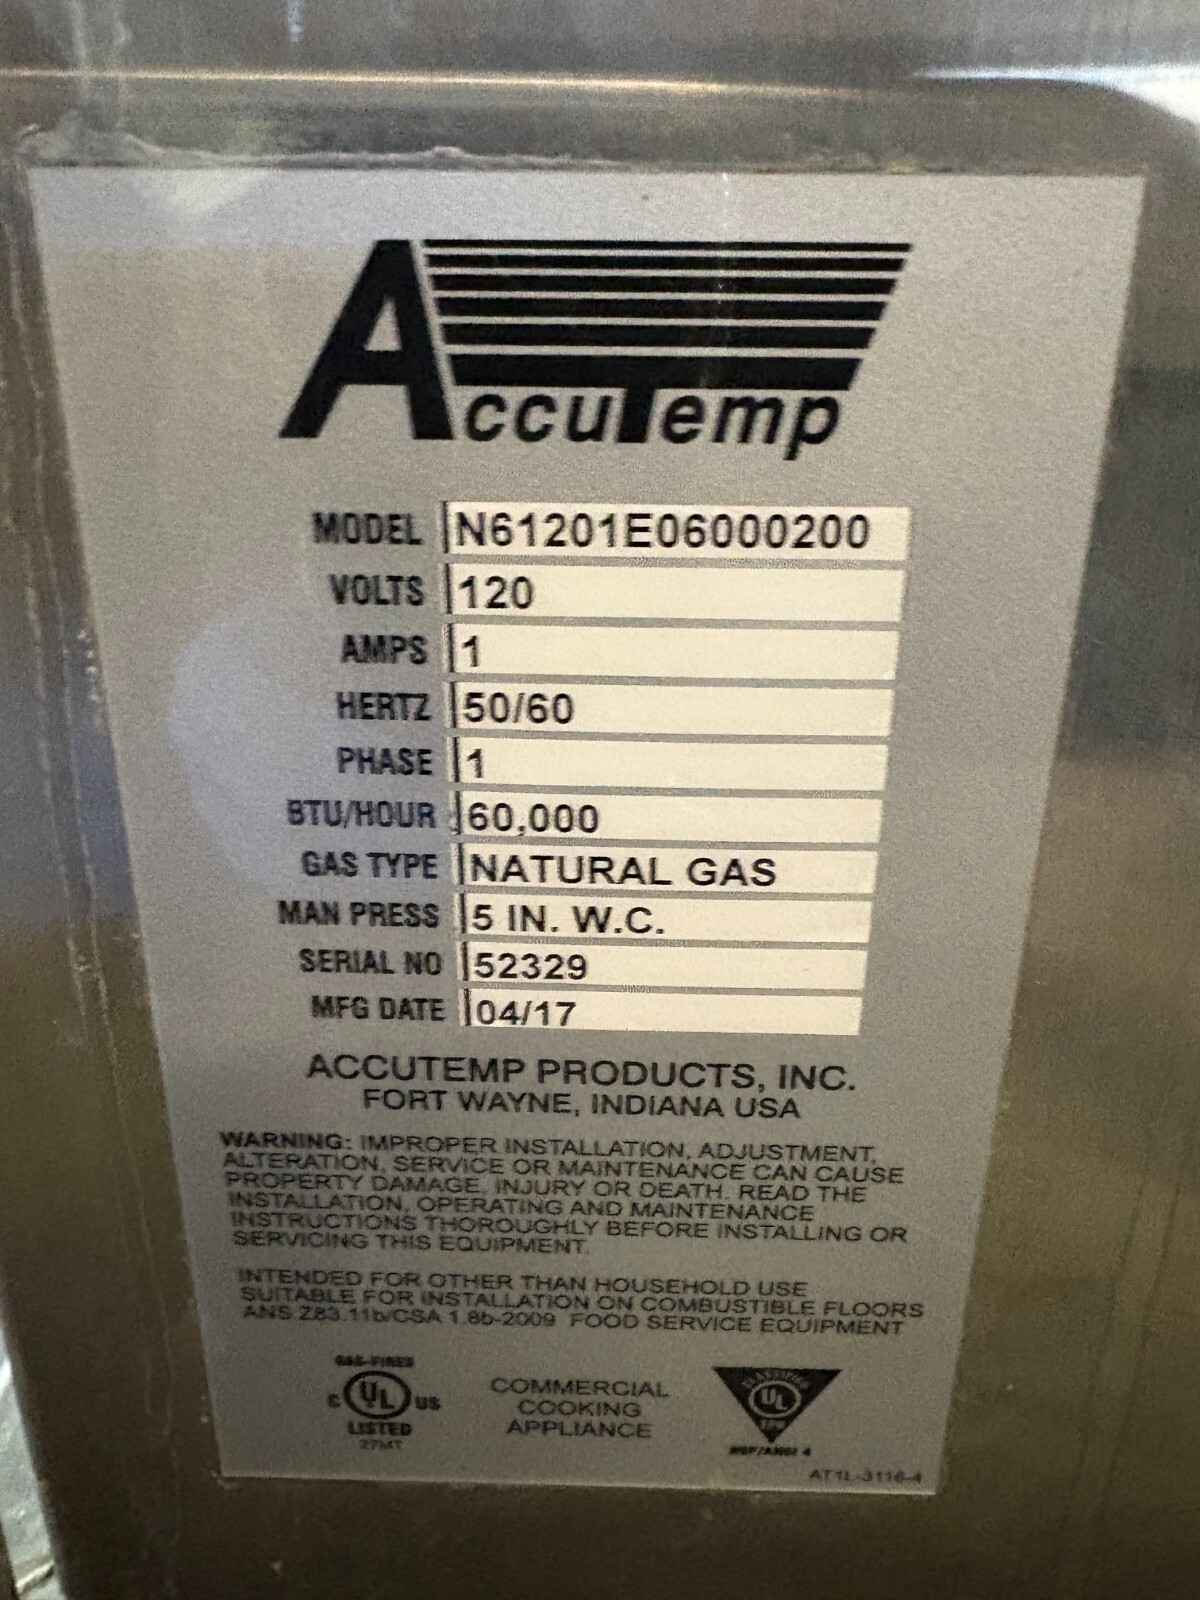 AccuTemp
MODEL N61201E06000200
VOLTS 120
AMPS 1
HERTZ 50/60
PHASE 1
BTU/HOUR 60,000
GAS TYPE NATURAL GAS
MAN PRESS 5 IN. W.C.
SERIAL NO 52329
MFG DATE 04/17
ACCUTEMP PRODUCTS, INC.
FORT WAYNE, INDIANA USA
WARNING: IMPROPER INSTALLATION, ADJUSTMENT,
ALTERATION, SERVICE OR MAINTENANCE CAN CAUSE
PROPERTY DAMAGE, INJURY OR DEATH. READ THE
INSTALLATION, OPERATING AND MAINTENANCE
INSTRUCTIONS THOROUGHLY BEFORE INSTALLING OR
SERVICING THIS EQUIPMENT.
INTENDED FOR OTHER THAN HOUSEHOLD USE
SUITABLE FOR INSTALLATION ON COMBUSTIBLE FLOORS
ANS Z83.11b/CSA 1.8b-2009 FOOD SERVICE EQUIPMENT
GAS-FIRED
C UL US
LISTED
27MT
COMMERCIAL
COOKING
APPLIANCE
CLASSIFIED
UL
EPH
AT1L-3116-4